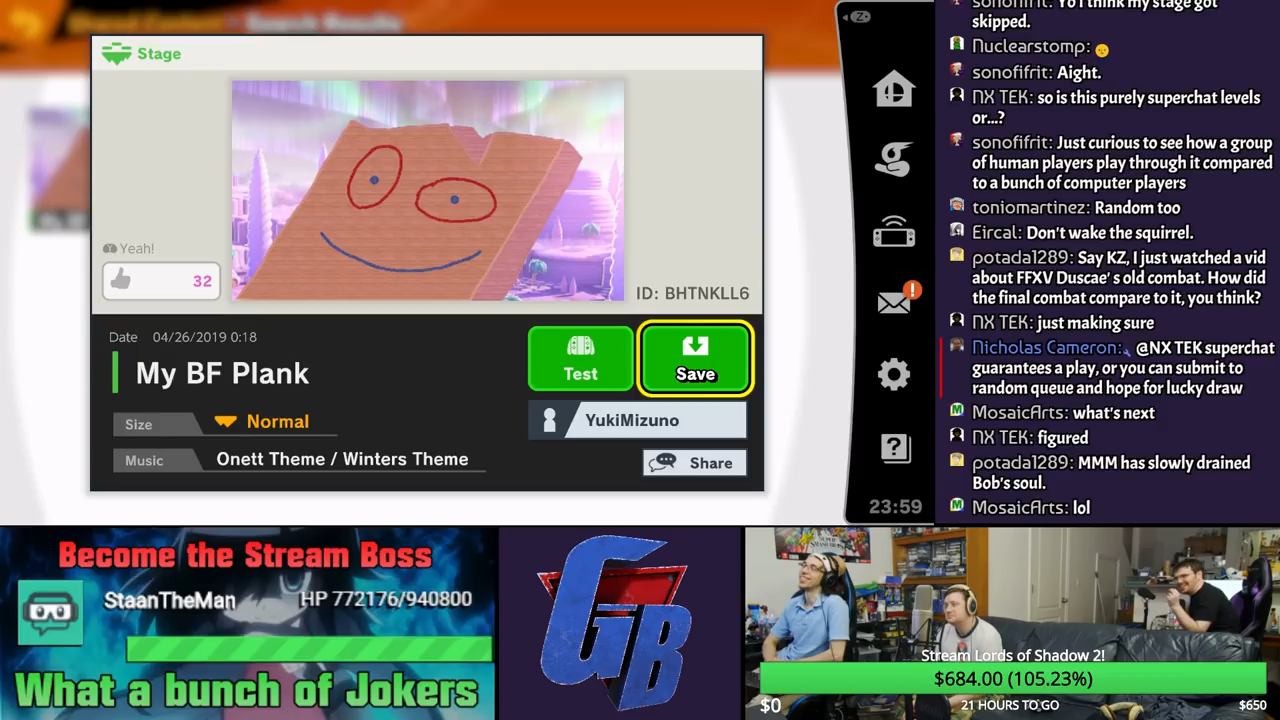 Stage
Yeah!
32
ID: BHTNKLL6
Date 04/26/2019 0:18
My BF Plank
Test
Save
Size Normal
YukiMizuno
Music Onett Theme / Winters Theme
Share
23:59
sonofifrit: Yo I think my stage got
skipped.
Nuclearstomp:
sonofifrit: Aight.
NX TEK: so is this purely superchat levels
or...?
sonofifrit: Just curious to see how a group
of human players play through it compared
to a bunch of computer players
toniomartinez: Random too
Eircal: Don't wake the squirrel.
potada1289: Say KZ, I just watched a vid
about FFXV Duscae's old combat. How did
the final combat compare to it, you think?
NX TEK: just making sure
Nicholas Cameron: @NX TEK superchat
guarantees a play, or you can submit to
random queue and hope for lucky draw
MosaicArts: what's next
NX TEK: figured
potada1289: MMM has slowly drained
Bob's soul.
MosaicArts: lol
Become the Stream Boss
StaanTheMan HP 772176/940800
What a bunch of Jokers
GB
Stream Lords of Shadow 2!
$684.00 (105.23%)
$0 21 HOURS TO GO $650